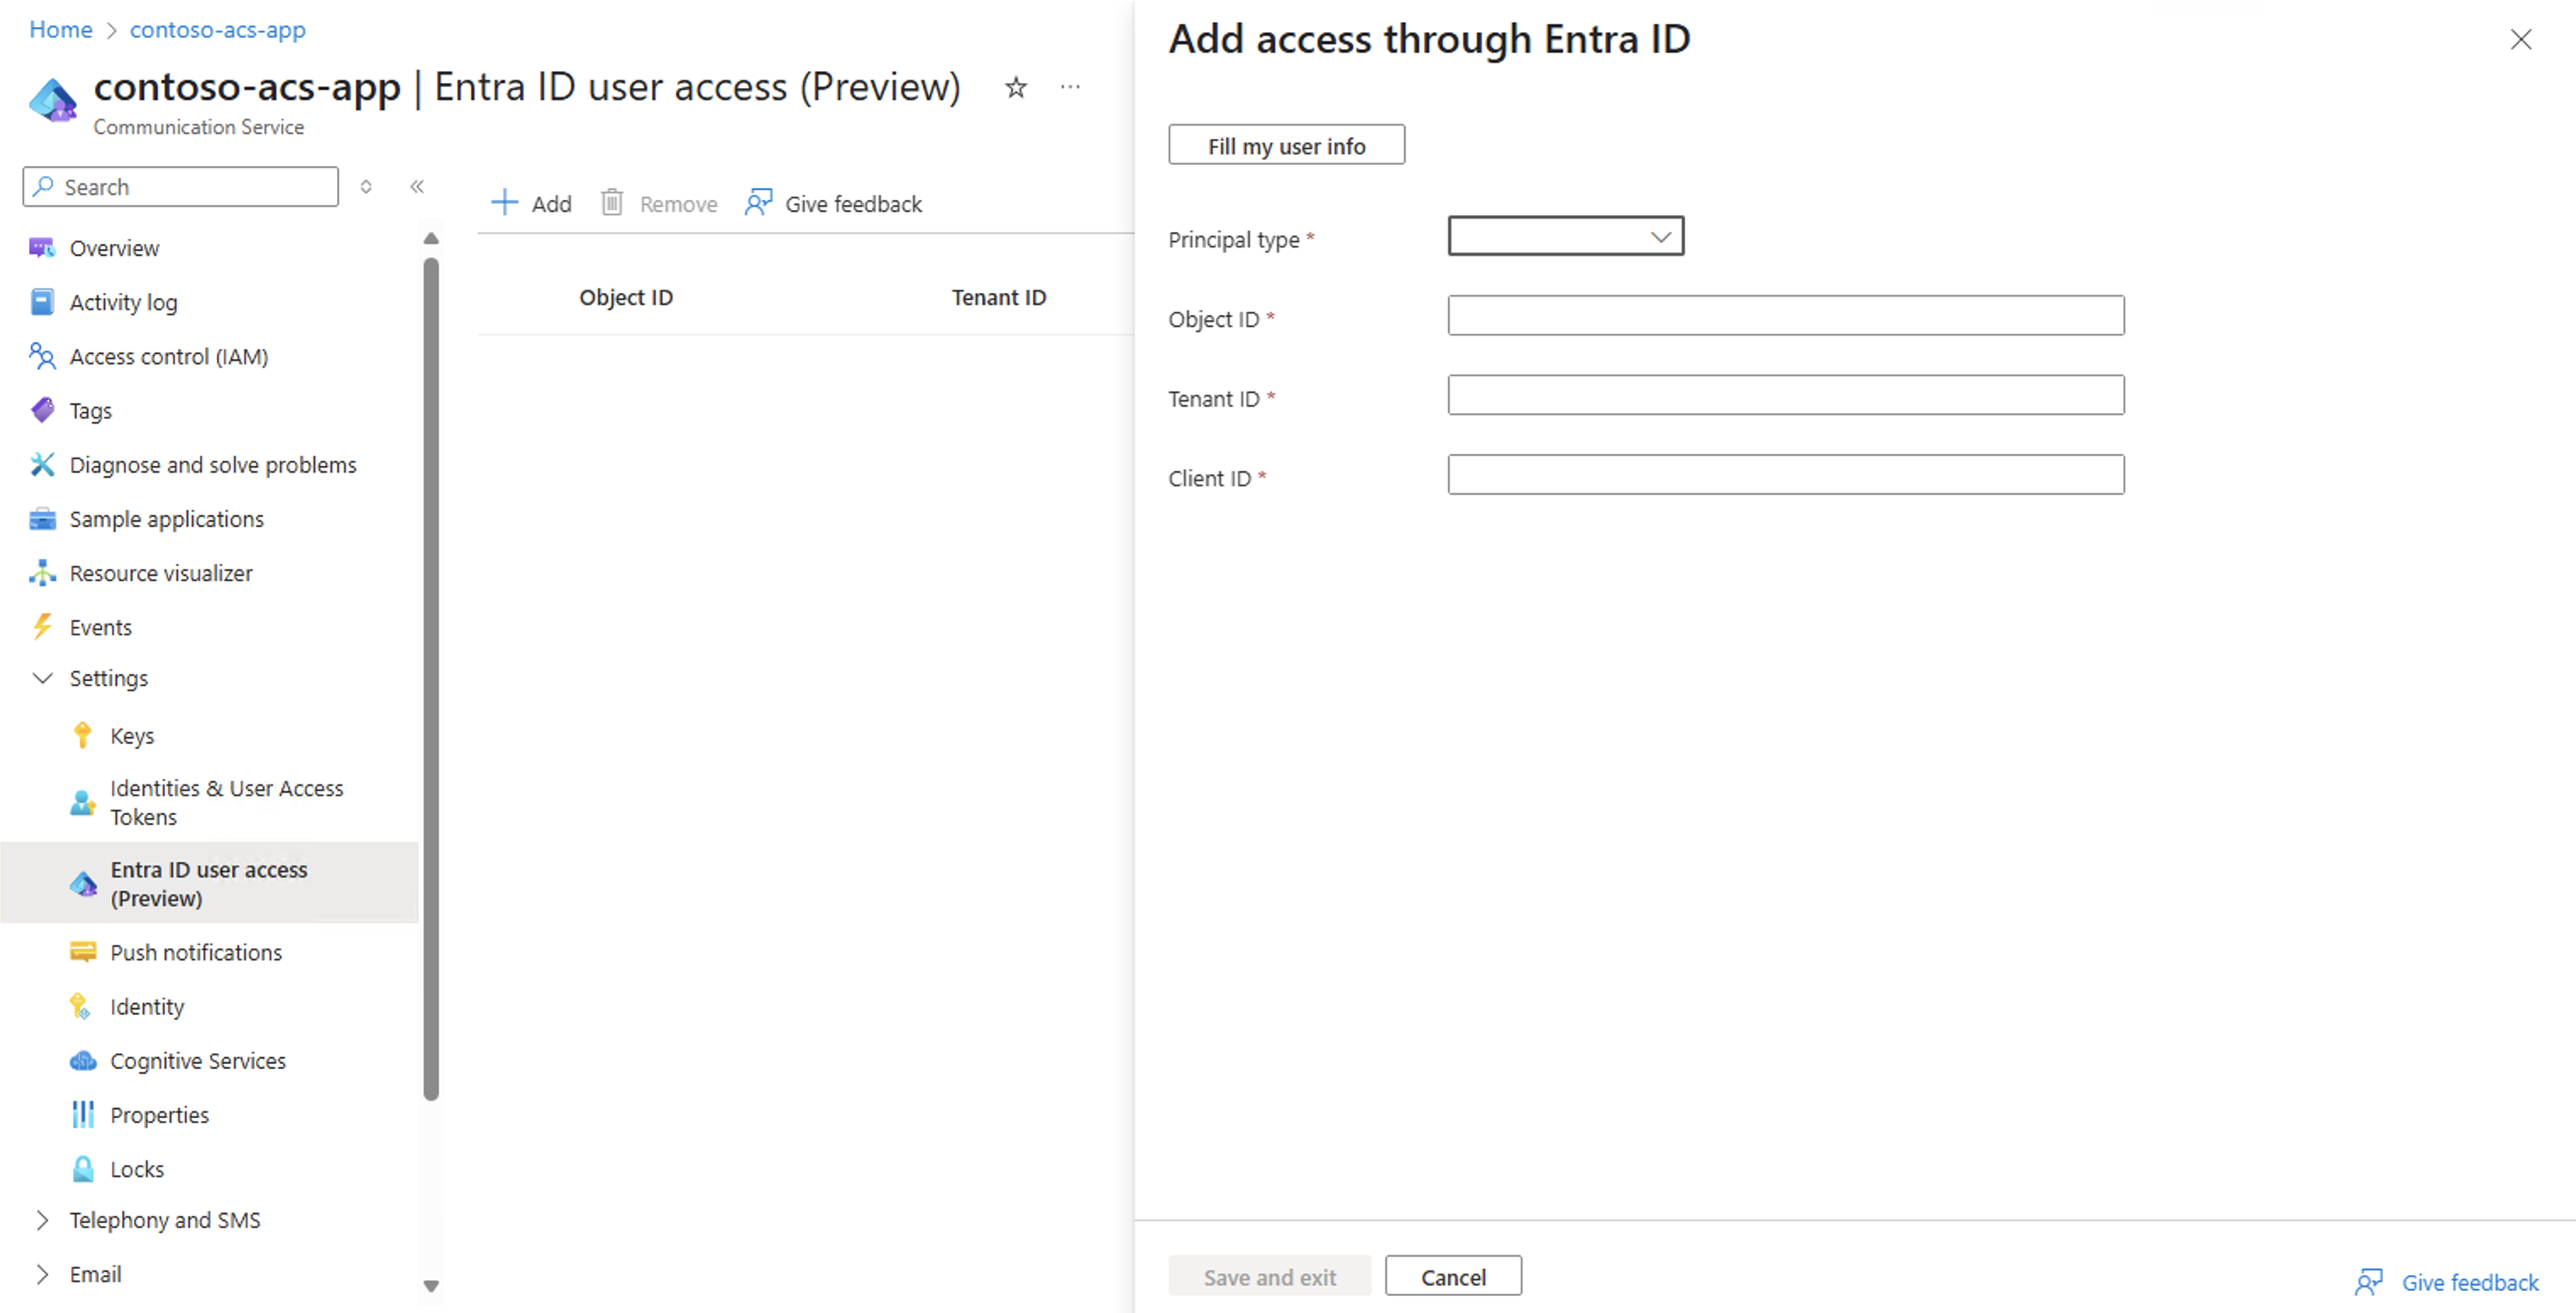 Home > contoso-acs-app
contoso-acs-app | Entra ID user access (Preview)
Communication Service
Search
Overview
Activity log
Access control (IAM)
Tags
Diagnose and solve problems
Sample applications
Resource visualizer
Events
Settings
Keys
Identities & User Access
Tokens
Entra ID user access
(Preview)
Push notifications
Identity
Cognitive Services
Properties
Locks
Telephony and SMS
Email
Add Remove Give feedback
Object ID Tenant ID
Add access through Entra ID
Fill my user info
Principal type *
Object ID *
Tenant ID *
Client ID *
Save and exit Cancel
Give feedback